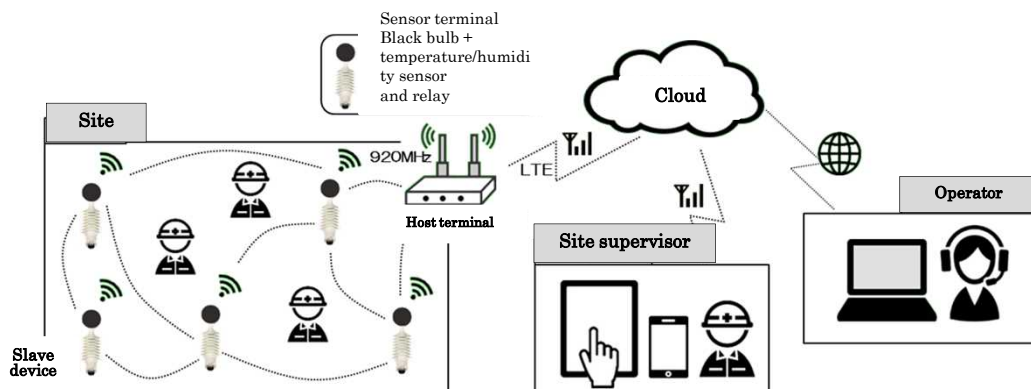 Sensor terminal
Black bulb +
temperature/humidi
ty sensor
and relay
Site
Cloud
920MHz
LTE
Host terminal
Operator
Site supervisor
Slave
device